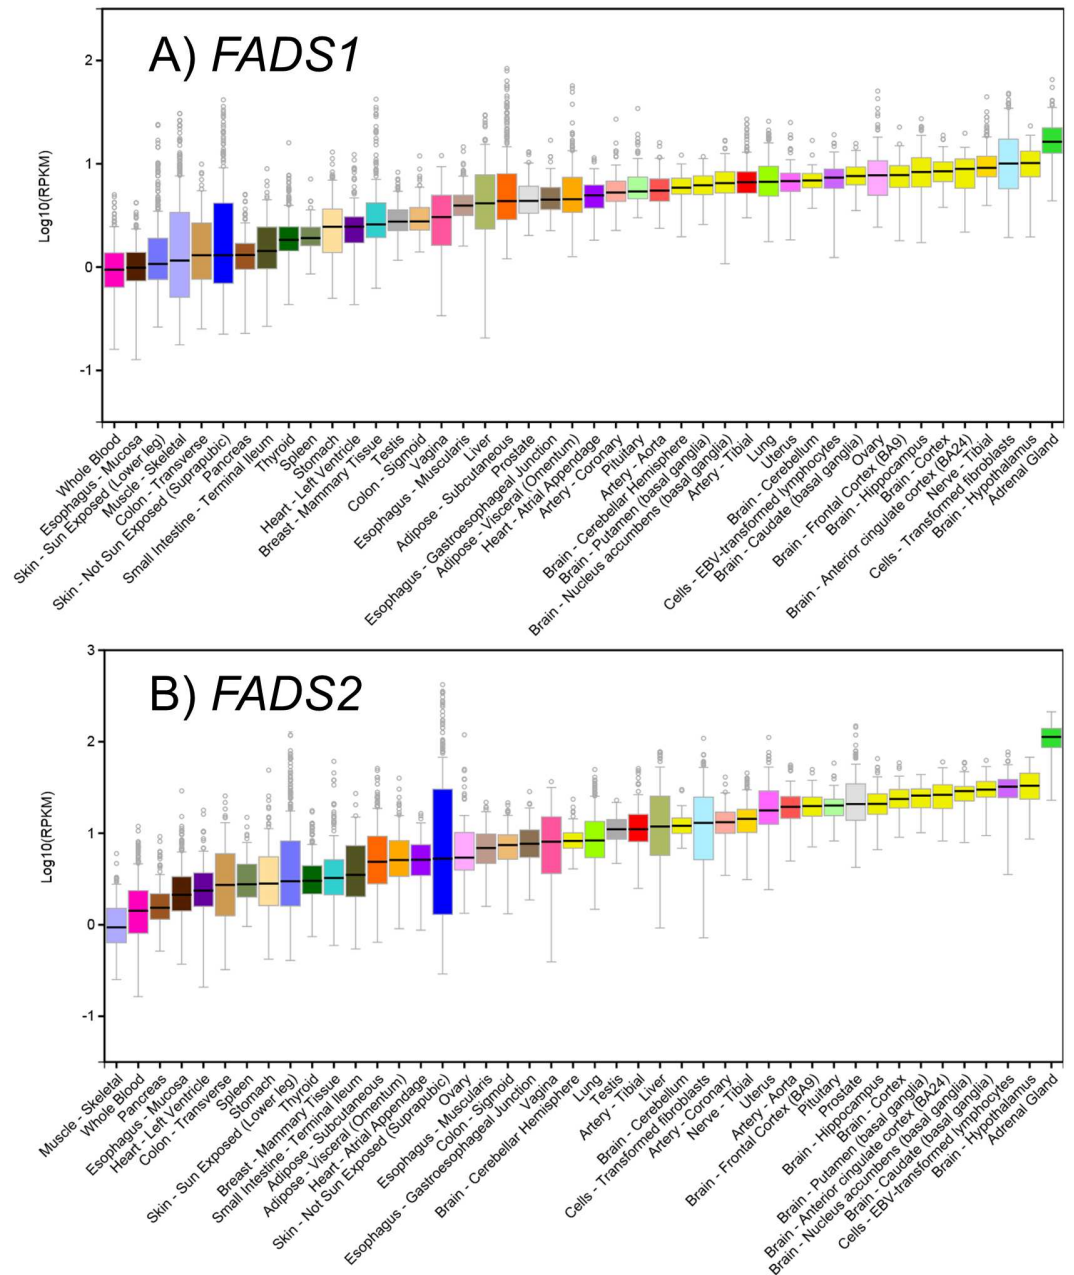 A) FADS1
2
1
0
-1
Log10(RPKM)
Whole Blood
Esophagus - Mucosa
Skin - Sun Exposed (Lower leg)
Muscle - Skeletal
Colon - Transverse
Skin - Not Sun Exposed (Suprapubic)
Pancreas
Small Intestine - Terminal Ileum
Thyroid
Spleen
Stomach
Heart - Left Ventricle
Breast - Mammary Tissue
Testis
Colon - Sigmoid
Vagina
Esophagus - Muscularis
Liver
Adipose - Subcutaneous
Prostate
Esophagus - Gastroesophageal Junction
Adipose - Visceral (Omentum)
Heart - Atrial Appendage
Artery - Coronary
Pituitary
Artery - Aorta
Brain - Cerebellar Hemisphere
Brain - Putamen (basal ganglia)
Brain - Nucleus accumbens (basal ganglia)
Artery - Tibial
Lung
Uterus
Brain - Cerebellum
Cells - EBV-transformed lymphocytes
Brain - Caudate (basal ganglia)
Ovary
Brain - Frontal Cortex (BA9)
Brain - Hippocampus
Brain - Cortex
Brain - Anterior cingulate cortex (BA24)
Nerve - Tibial
Cells - Transformed fibroblasts
Brain - Hypothalamus
Adrenal Gland
B) FADS2
3
2
1
0
-1
Log10(RPKM)
Muscle - Skeletal
Whole Blood
Pancreas
Esophagus - Mucosa
Heart - Left Ventricle
Colon - Transverse
Spleen
Stomach
Skin - Sun Exposed (Lower leg)
Thyroid
Breast - Mammary Tissue
Small Intestine - Terminal Ileum
Adipose - Subcutaneous
Adipose - Visceral (Omentum)
Heart - Atrial Appendage
Skin - Not Sun Exposed (Suprapubic)
Ovary
Esophagus - Muscularis
Colon - Sigmoid
Esophagus - Gastroesophageal Junction
Vagina
Brain - Cerebellar Hemisphere
Lung
Testis
Artery - Tibial
Liver
Brain - Cerebellum
Cells - Transformed fibroblasts
Artery - Coronary
Nerve - Tibial
Uterus
Artery - Aorta
Brain - Frontal Cortex (BA9)
Pituitary
Prostate
Brain - Hippocampus
Brain - Cortex
Brain - Putamen (basal ganglia)
Brain - Anterior cingulate cortex (BA24)
Brain - Nucleus accumbens (basal ganglia)
Brain - Caudate (basal ganglia)
Cells - EBV-transformed lymphocytes
Brain - Hypothalamus
Adrenal Gland